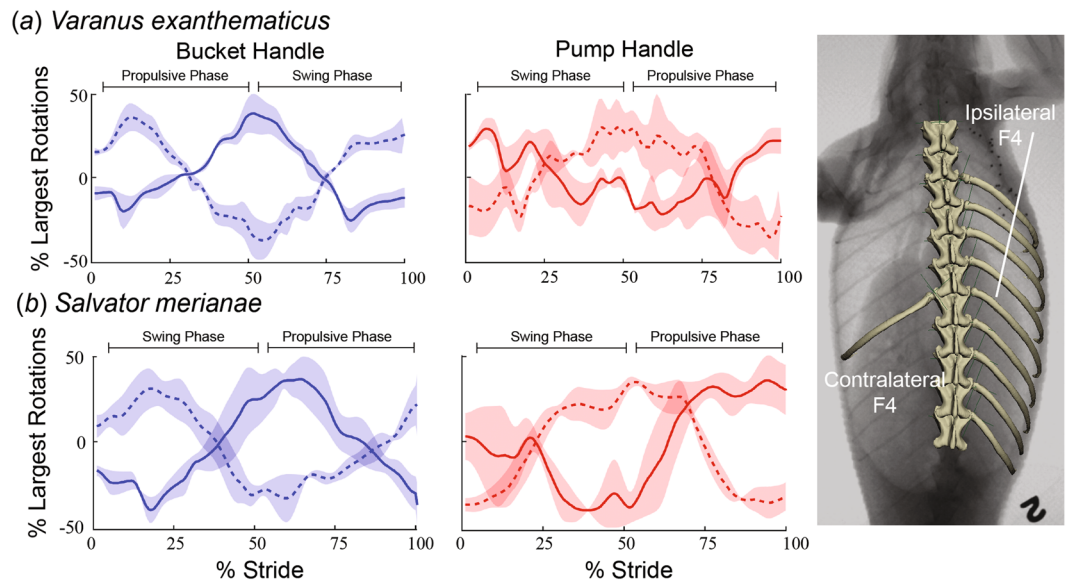 (a) Varanus exanthematicus
Bucket Handle
Pump Handle
Propulsive Phase
Swing Phase
Swing Phase
Propulsive Phase
% Largest Rotations
50
0
-50
0
25
50
75
100
50
0
-50
0
25
50
75
100
(b) Salvator merianae
Swing Phase
Propulsive Phase
Swing Phase
Propulsive Phase
% Largest Rotations
50
0
-50
0
25
50
75
100
% Stride
0
25
50
75
100
% Stride
Ipsilateral
F4
Contralateral
F4
2